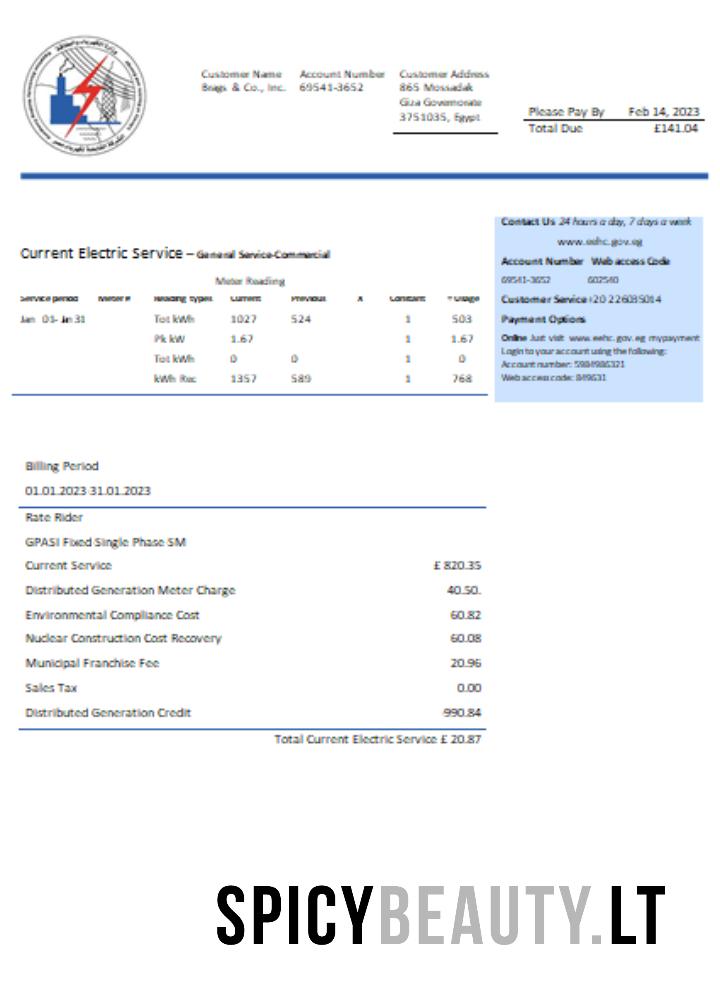 Customer Name Account Number Customer Address
Brags & Co., Inc. 69541-3652 865 Mossadak
Giza Governorate
3751035, Egypt
Please Pay By Feb 14, 2023
Total Due £141.04
Contact Us 24 hours a day, 7 days a week
www.eehc.gov.eg
Account Number Web access Code
69541-3652 602540
Customer Service +20 226035014
Payment Options
Online Just visit www.eehc.gov.eg mypayment
Login to your account using the following:
Account number: 5984986321
Web access code: 849631
Current Electric Service – General Service-Commercial
Meter Reading
Service period Meter # Reading types Current Previous X Constant = Usage
Jan 01- Jn 31 Tot kWh 1027 524 1 503
Pk kW 1.67 1 1.67
Tot kWh 0 0 1 0
kWh Rec 1357 589 1 768
Billing Period
01.01.2023-31.01.2023
Rate Rider
GPASI Fixed Single Phase SM
Current Service £ 820.35
Distributed Generation Meter Charge 40.50.
Environmental Compliance Cost 60.82
Nuclear Construction Cost Recovery 60.08
Municipal Franchise Fee 20.96
Sales Tax 0.00
Distributed Generation Credit -990.84
Total Current Electric Service £ 20.87
SPICYBEAUTY.LT